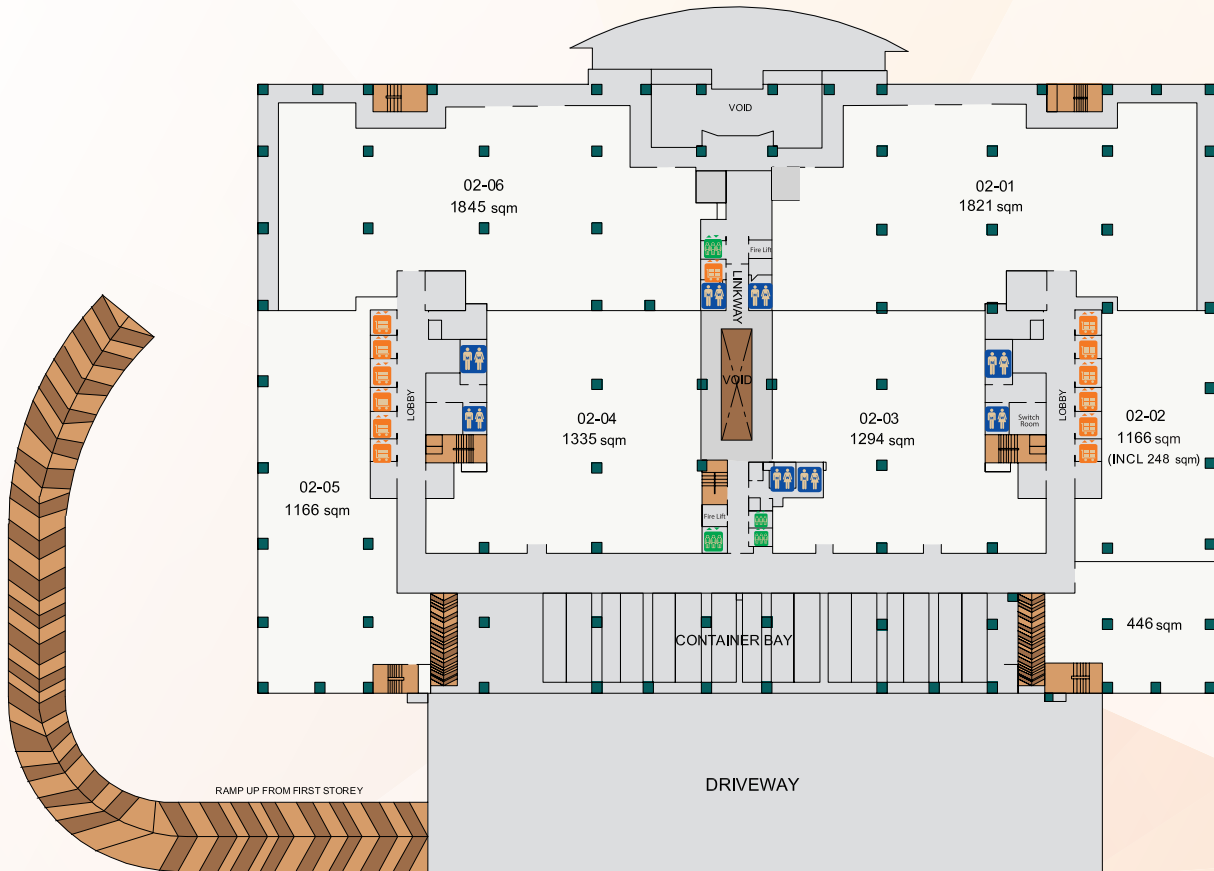 VOID
02-06
1845 sqm
02-01
1821 sqm
Fire Lift
LINKWAY
VOID
LOBBY
LOBBY
02-04
1335 sqm
02-03
1294 sqm
Switch
Room
02-02
1166 sqm
(INCL 248 sqm)
02-05
1166 sqm
Fire Lift
446 sqm
CONTAINER BAY
DRIVEWAY
RAMP UP FROM FIRST STOREY